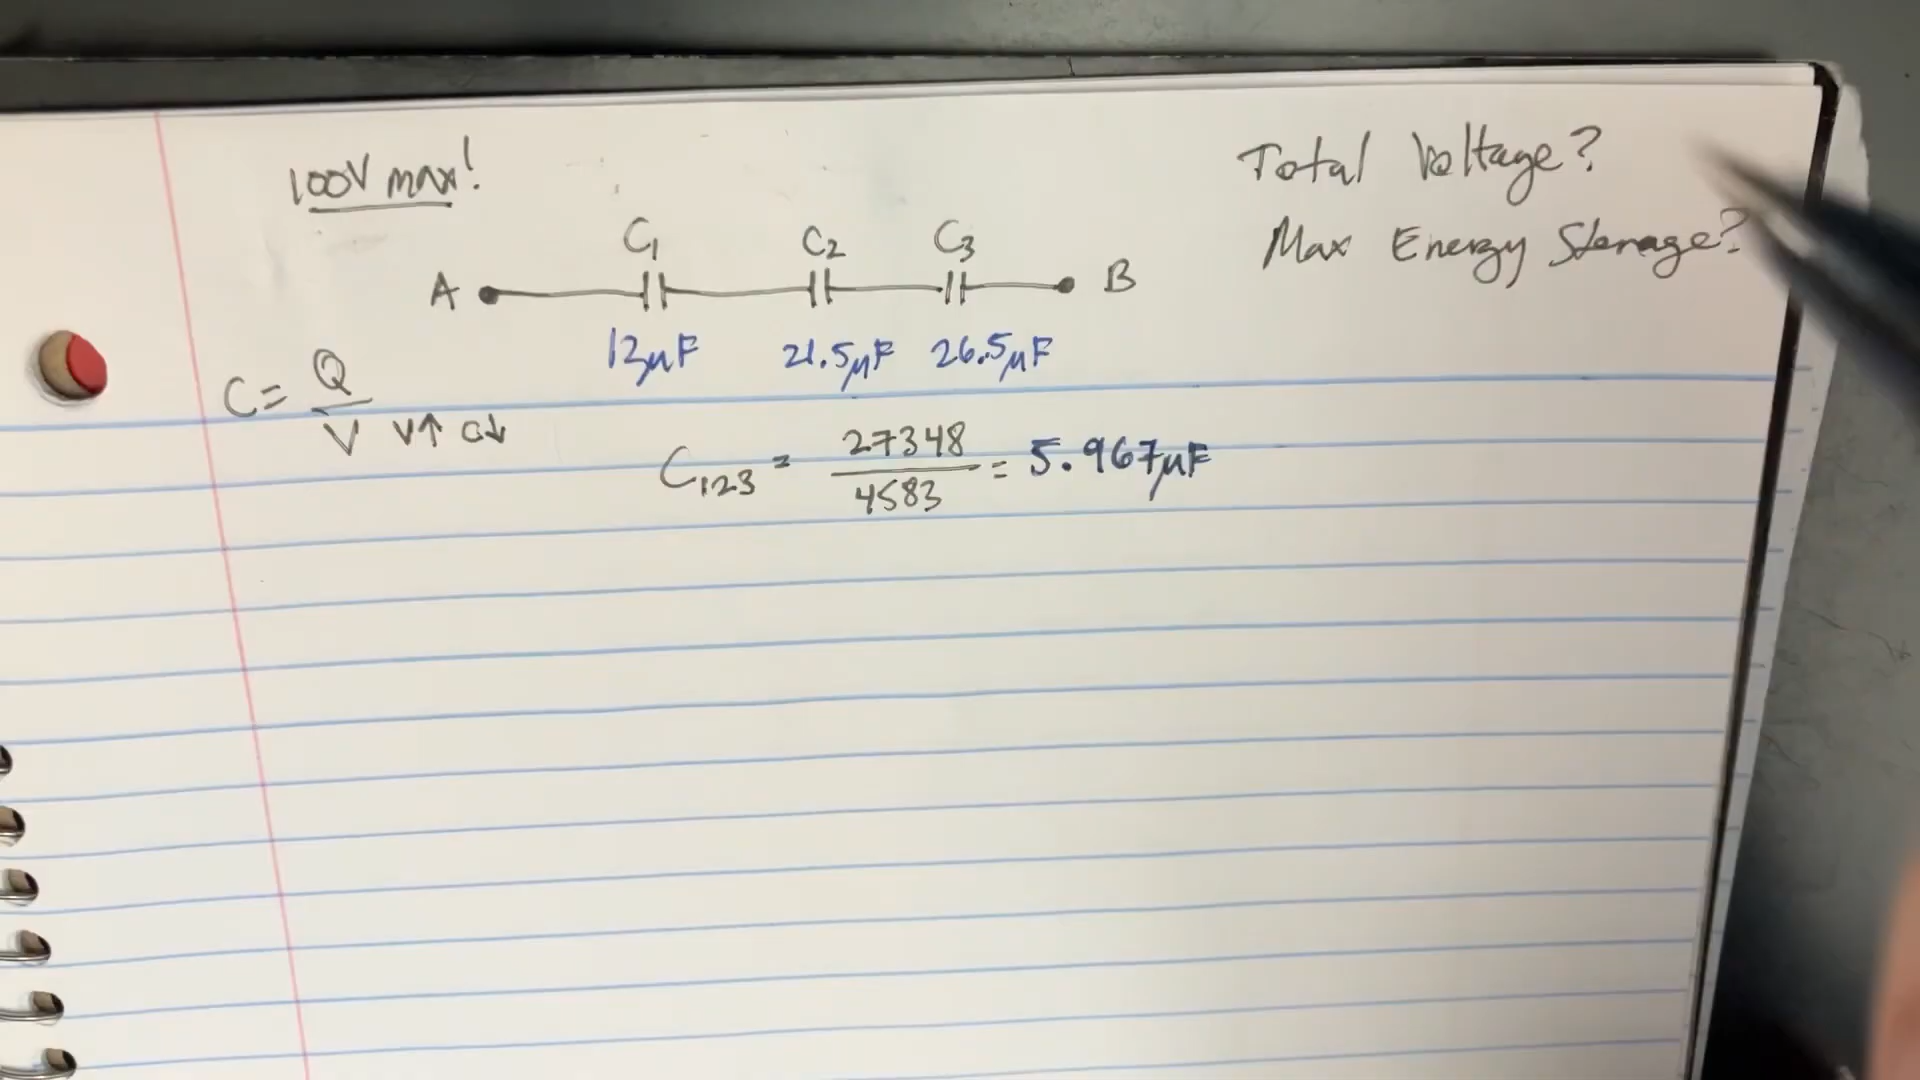 100V max!
Total Voltage?
Max Energy Storage?
C1 C2 C3
A B
12µF 21.5µF 26.5µF
C = Q/V V↑ C↓
C123 = 27348/4583 = 5.967µF